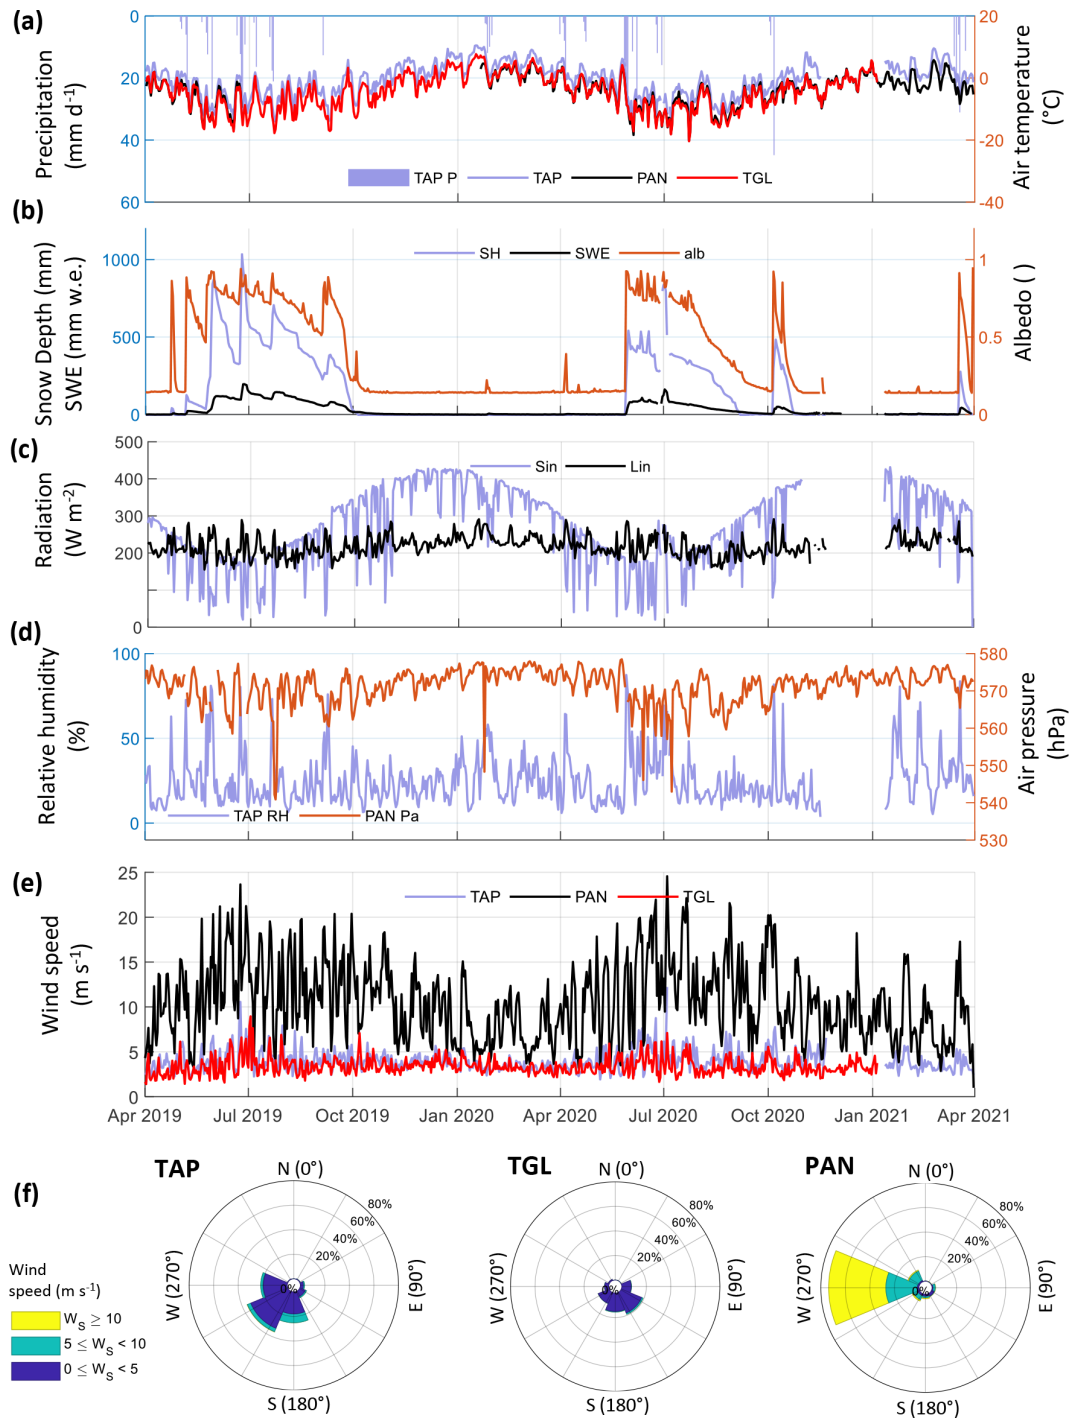 (a)
0
20
40
60
Precipitation
(mm d-1)
20
0
-20
-40
Air temperature
(°C)
TAP P
TAP
PAN
TGL
(b)
1000
500
0
Snow Depth (mm)
SWE (mm w.e.)
SH
SWE
alb
1
0.5
0
Albedo ( )
(c)
500
400
300
200
0
Radiation
(W m-2)
Sin
Lin
(d)
100
50
0
Relative humidity
(%)
TAP RH
PAN Pa
580
570
560
550
540
530
Air pressure
(hPa)
(e)
25
20
15
10
5
0
Wind speed
(m s-1)
TAP
PAN
TGL
Apr 2019
Jul 2019
Oct 2019
Jan 2020
Apr 2020
Jul 2020
Oct 2020
Jan 2021
Apr 2021
(f)
Wind
speed (m s-1)
WS ≥ 10
5 ≤ WS < 10
0 ≤ WS < 5
TAP
N (0°)
80%
60%
40%
20%
0%
W (270°)
E (90°)
S (180°)
TGL
N (0°)
80%
60%
40%
20%
0%
W (270°)
E (90°)
S (180°)
PAN
N (0°)
80%
60%
40%
20%
0%
W (270°)
E (90°)
S (180°)